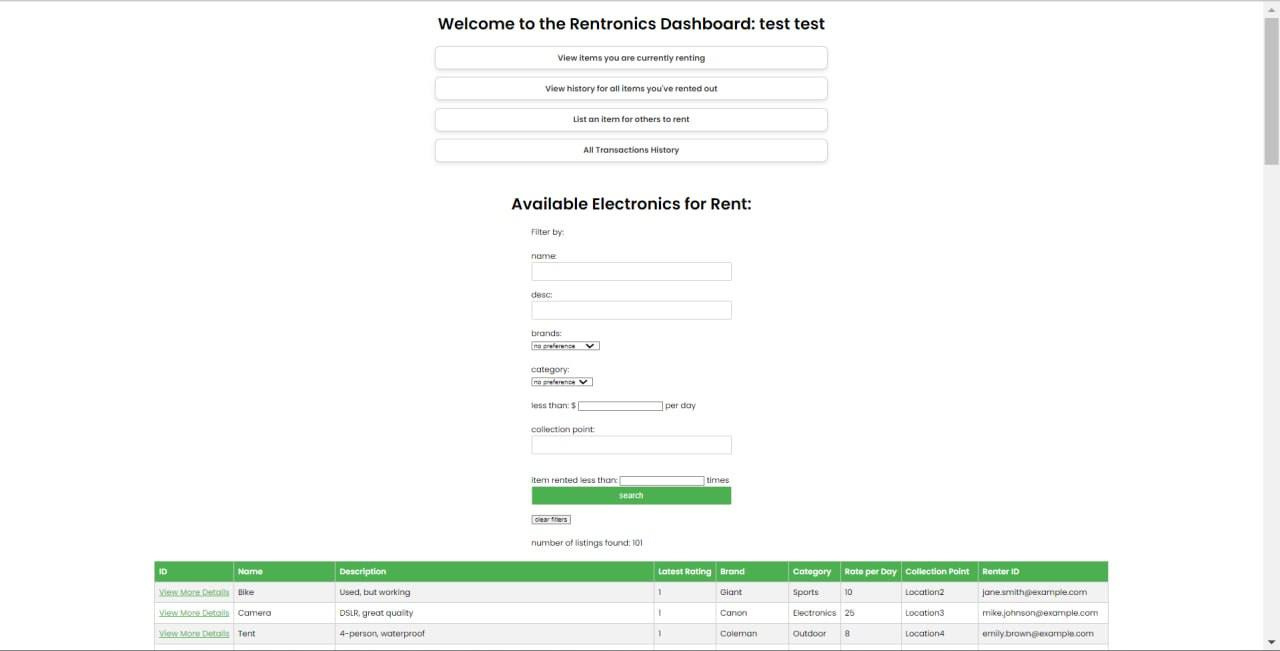 Welcome to the Rentronics Dashboard: test test
View items you are currently renting
View history for all items you've rented out
List an item for others to rent
All Transactions History
Available Electronics for Rent:
Filter by:
name:
desc:
brands:
no preference
category:
no preference
less than: $ per day
collection point:
item rented less than: times
search
clear filters
number of listings found: 101
ID Name Description Latest Rating Brand Category Rate per Day Collection Point Renter ID
View More Details Bike Used, but working 1 Giant Sports 10 Location2 jane.smith@example.com
View More Details Camera DSLR, great quality 1 Canon Electronics 25 Location3 mike.johnson@example.com
View More Details Tent 4-person, waterproof 1 Coleman Outdoor 8 Location4 emily.brown@example.com